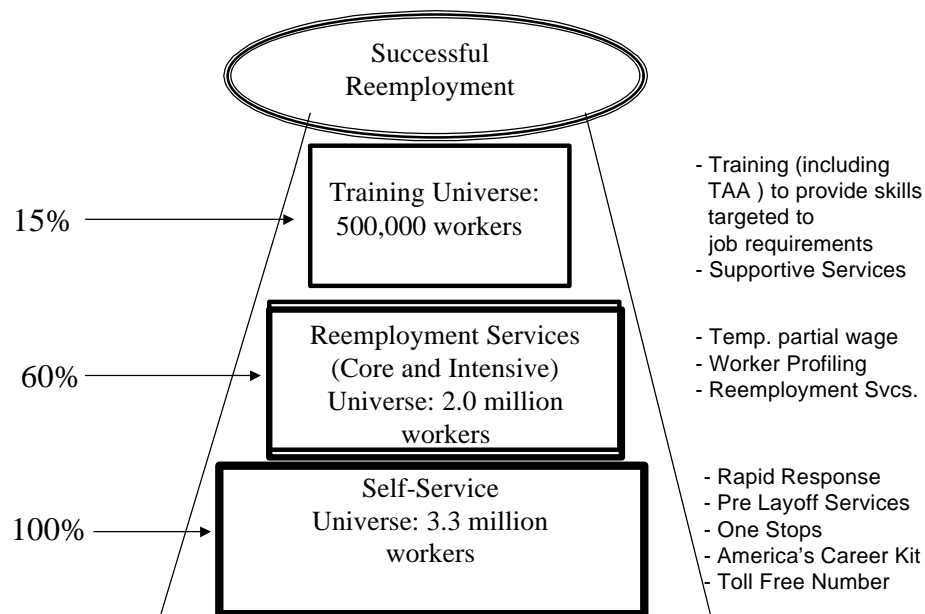 Successful
Reemployment
15%
Training Universe:
500,000 workers
- Training (including
TAA ) to provide skills
targeted to
job requirements
- Supportive Services
60%
Reemployment Services
(Core and Intensive)
Universe: 2.0 million
workers
- Temp. partial wage
- Worker Profiling
- Reemployment Svcs.
100%
Self-Service
Universe: 3.3 million
workers
- Rapid Response
- Pre Layoff Services
- One Stops
- America's Career Kit
- Toll Free Number